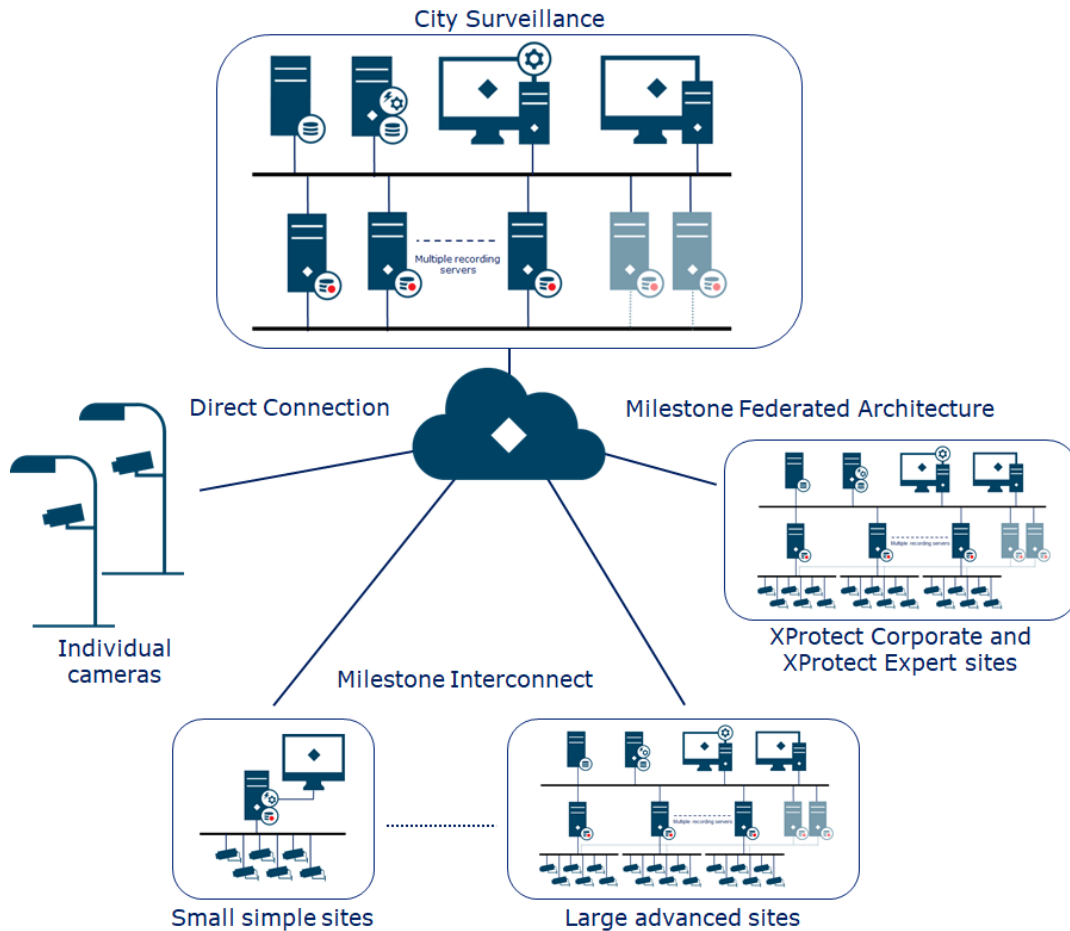 City Surveillance
Multiple recording
servers
Direct Connection
Milestone Federated Architecture
Multiple recording servers
XProtect Corporate and
XProtect Expert sites
Individual
cameras
Milestone Interconnect
Multiple recording servers
Small simple sites
Large advanced sites